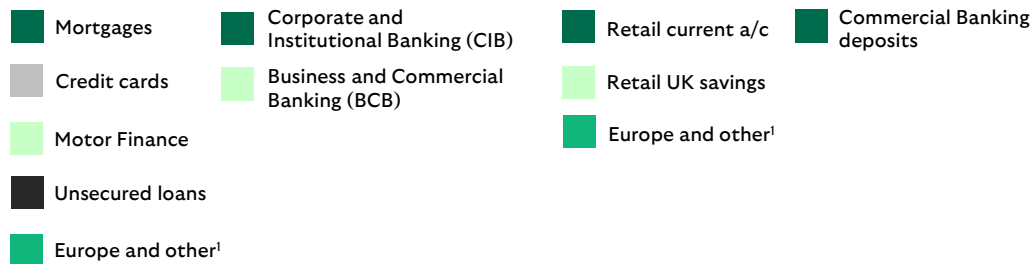 Mortgages
Credit cards
Motor Finance
Unsecured loans
Europe and other¹
Corporate and
Institutional Banking (CIB)
Business and Commercial
Banking (BCB)
Retail current a/c
Retail UK savings
Europe and other¹
Commercial Banking
deposits